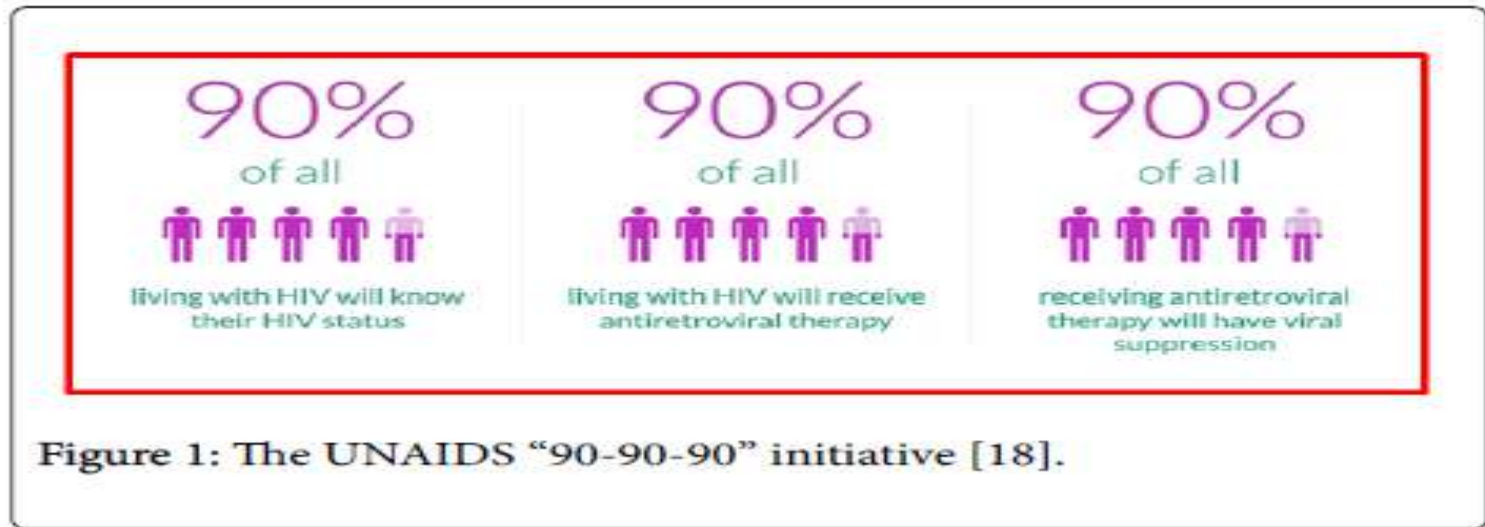 90%
of all
living with HIV will know
their HIV status
90%
of all
living with HIV will receive
antiretroviral therapy
90%
of all
receiving antiretroviral
therapy will have viral
suppression
Figure 1: The UNAIDS “90-90-90” initiative [18].